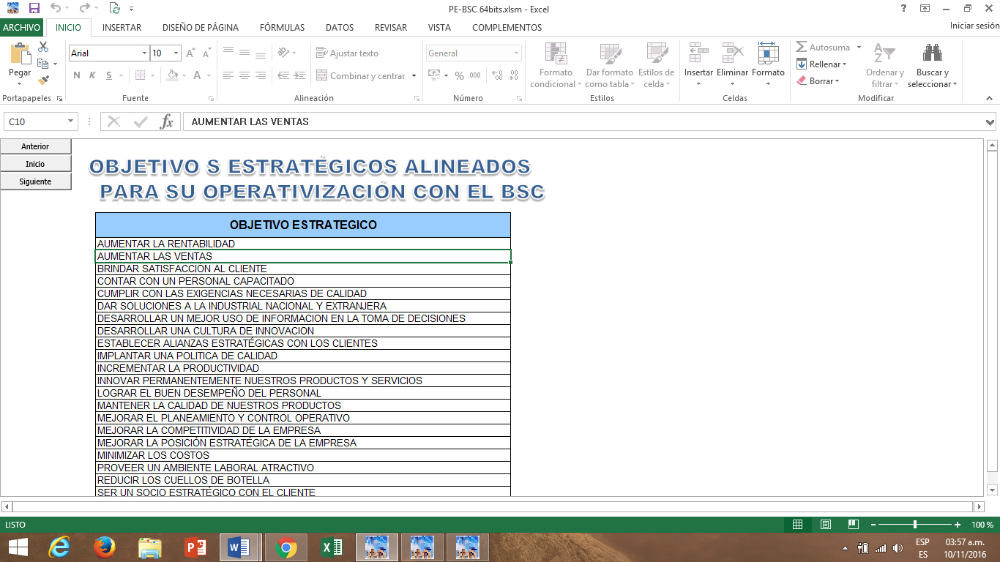 PE-BSC 64bits.xlsm - Excel
ARCHIVO INICIO INSERTAR DISEÑO DE PÁGINA FÓRMULAS DATOS REVISAR VISTA COMPLEMENTOS Iniciar sesión
Pegar
Portapapeles
Arial 10
N K S
Fuente
Ajustar texto
Combinar y centrar
Alineación
General
% 000
Número
Formato condicional
Dar formato como tabla
Estilos de celda
Estilos
Insertar Eliminar Formato
Celdas
Autosuma
Rellenar
Borrar
Ordenar y filtrar
Buscar y seleccionar
Modificar
C10 fx AUMENTAR LAS VENTAS
Anterior
Inicio
Siguiente
OBJETIVO S ESTRATÉGICOS ALINEADOS
PARA SU OPERATIVIZACIÓN CON EL BSC
OBJETIVO ESTRATEGICO
AUMENTAR LA RENTABILIDAD
AUMENTAR LAS VENTAS
BRINDAR SATISFACCIÓN AL CLIENTE
CONTAR CON UN PERSONAL CAPACITADO
CUMPLIR CON LAS EXIGENCIAS NECESARIAS DE CALIDAD
DAR SOLUCIONES A LA INDUSTRIAL NACIONAL Y EXTRANJERA
DESARROLLAR UN MEJOR USO DE INFORMACION EN LA TOMA DE DECISIONES
DESARROLLAR UNA CULTURA DE INNOVACION
ESTABLECER ALIANZAS ESTRATÉGICAS CON LOS CLIENTES
IMPLANTAR UNA POLITICA DE CALIDAD
INCREMENTAR LA PRODUCTIVIDAD
INNOVAR PERMANENTEMENTE NUESTROS PRODUCTOS Y SERVICIOS
LOGRAR EL BUEN DESEMPEÑO DEL PERSONAL
MANTENER LA CALIDAD DE NUESTROS PRODUCTOS
MEJORAR EL PLANEAMIENTO Y CONTROL OPERATIVO
MEJORAR LA COMPETITIVIDAD DE LA EMPRESA
MEJORAR LA POSICIÓN ESTRATÉGICA DE LA EMPRESA
MINIMIZAR LOS COSTOS
PROVEER UN AMBIENTE LABORAL ATRACTIVO
REDUCIR LOS CUELLOS DE BOTELLA
SER UN SOCIO ESTRATÉGICO CON EL CLIENTE
LISTO 100 %
ESP 03:57 a.m.
ES 10/11/2016